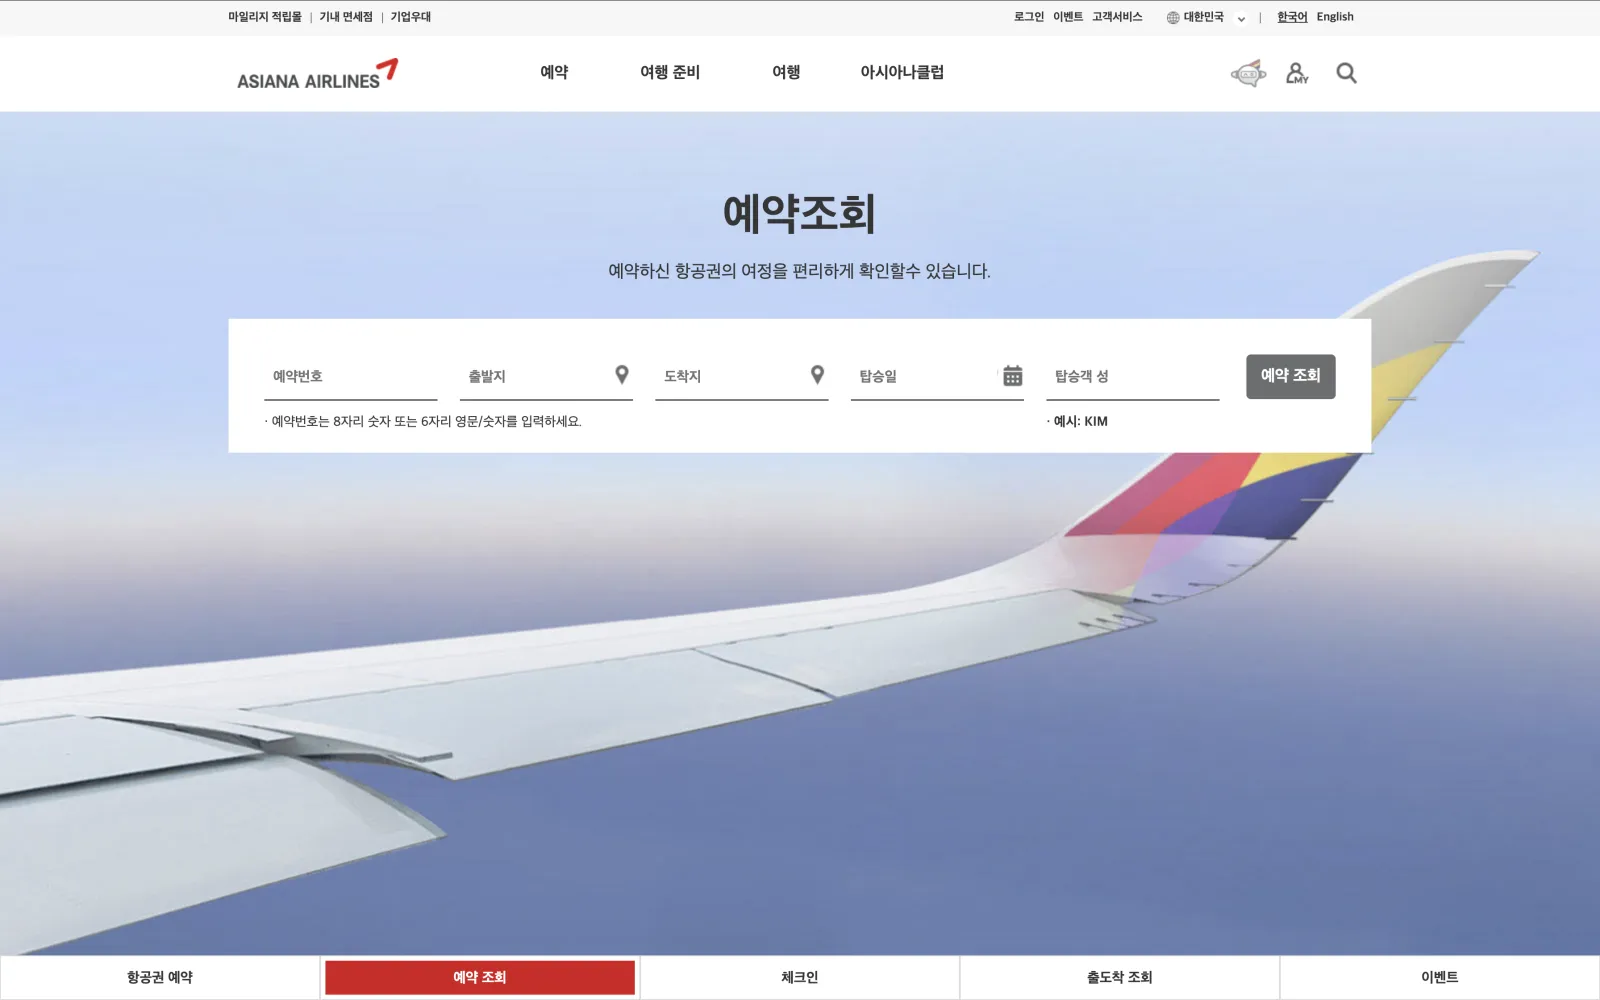 마일리지 적립몰 | 기내 면세점 | 기업우대
로그인 이벤트 고객서비스 대한민국 | 한국어 English
ASIANA AIRLINES
예약 여행 준비 여행 아시아나클럽
MY
예약조회
예약하신 항공권의 여정을 편리하게 확인할수 있습니다.
예약번호 출발지 도착지 탑승일 탑승객 성 예약 조회
· 예약번호는 8자리 숫자 또는 6자리 영문/숫자를 입력하세요. · 예시: KIM
항공권 예약 예약 조회 체크인 출도착 조회 이벤트